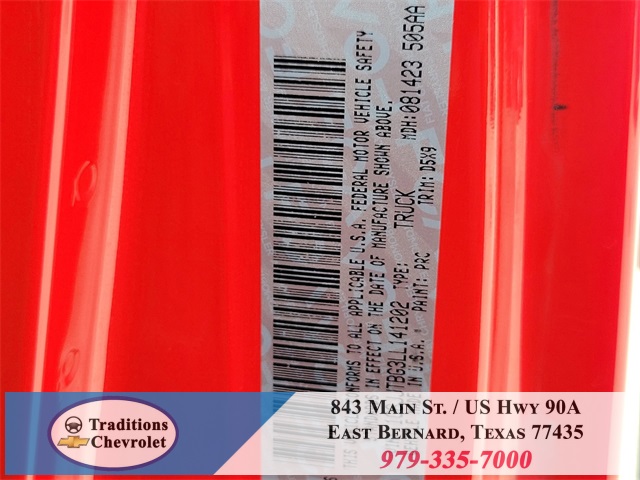 NFORMS TO ALL APPLICABLE U.S.A. FEDERAL MOTOR VEHICLE SAFETY
IN EFFECT ON THE DATE OF MANUFACTURE SHOWN ABOVE.
TBG3LL141202 TYPE: TRUCK MDH:081423 505AA
IN U.S.A. PAINT: PRC TRIM: D5X9
Traditions
Chevrolet
843 Main St. / US Hwy 90A
East Bernard, Texas 77435
979-335-7000